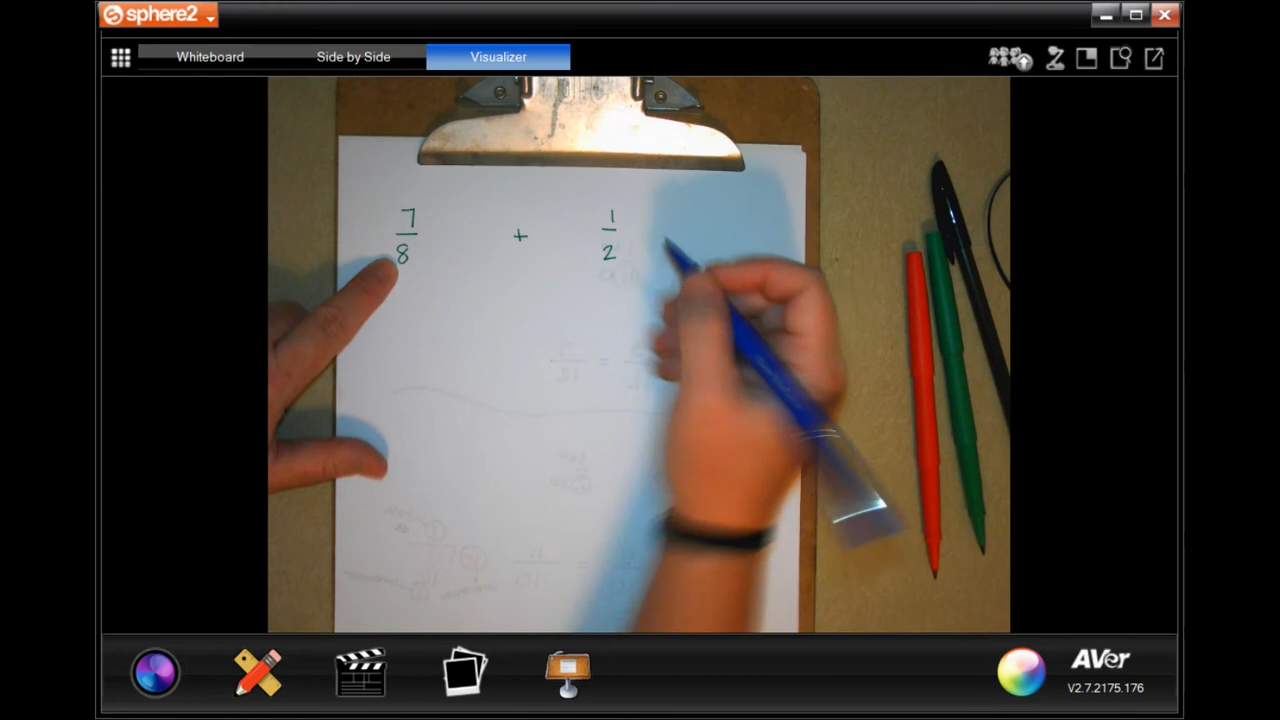 sphere2
Whiteboard Side by Side Visualizer
7/8 + 1/2
AVer
V2.7.2175.176